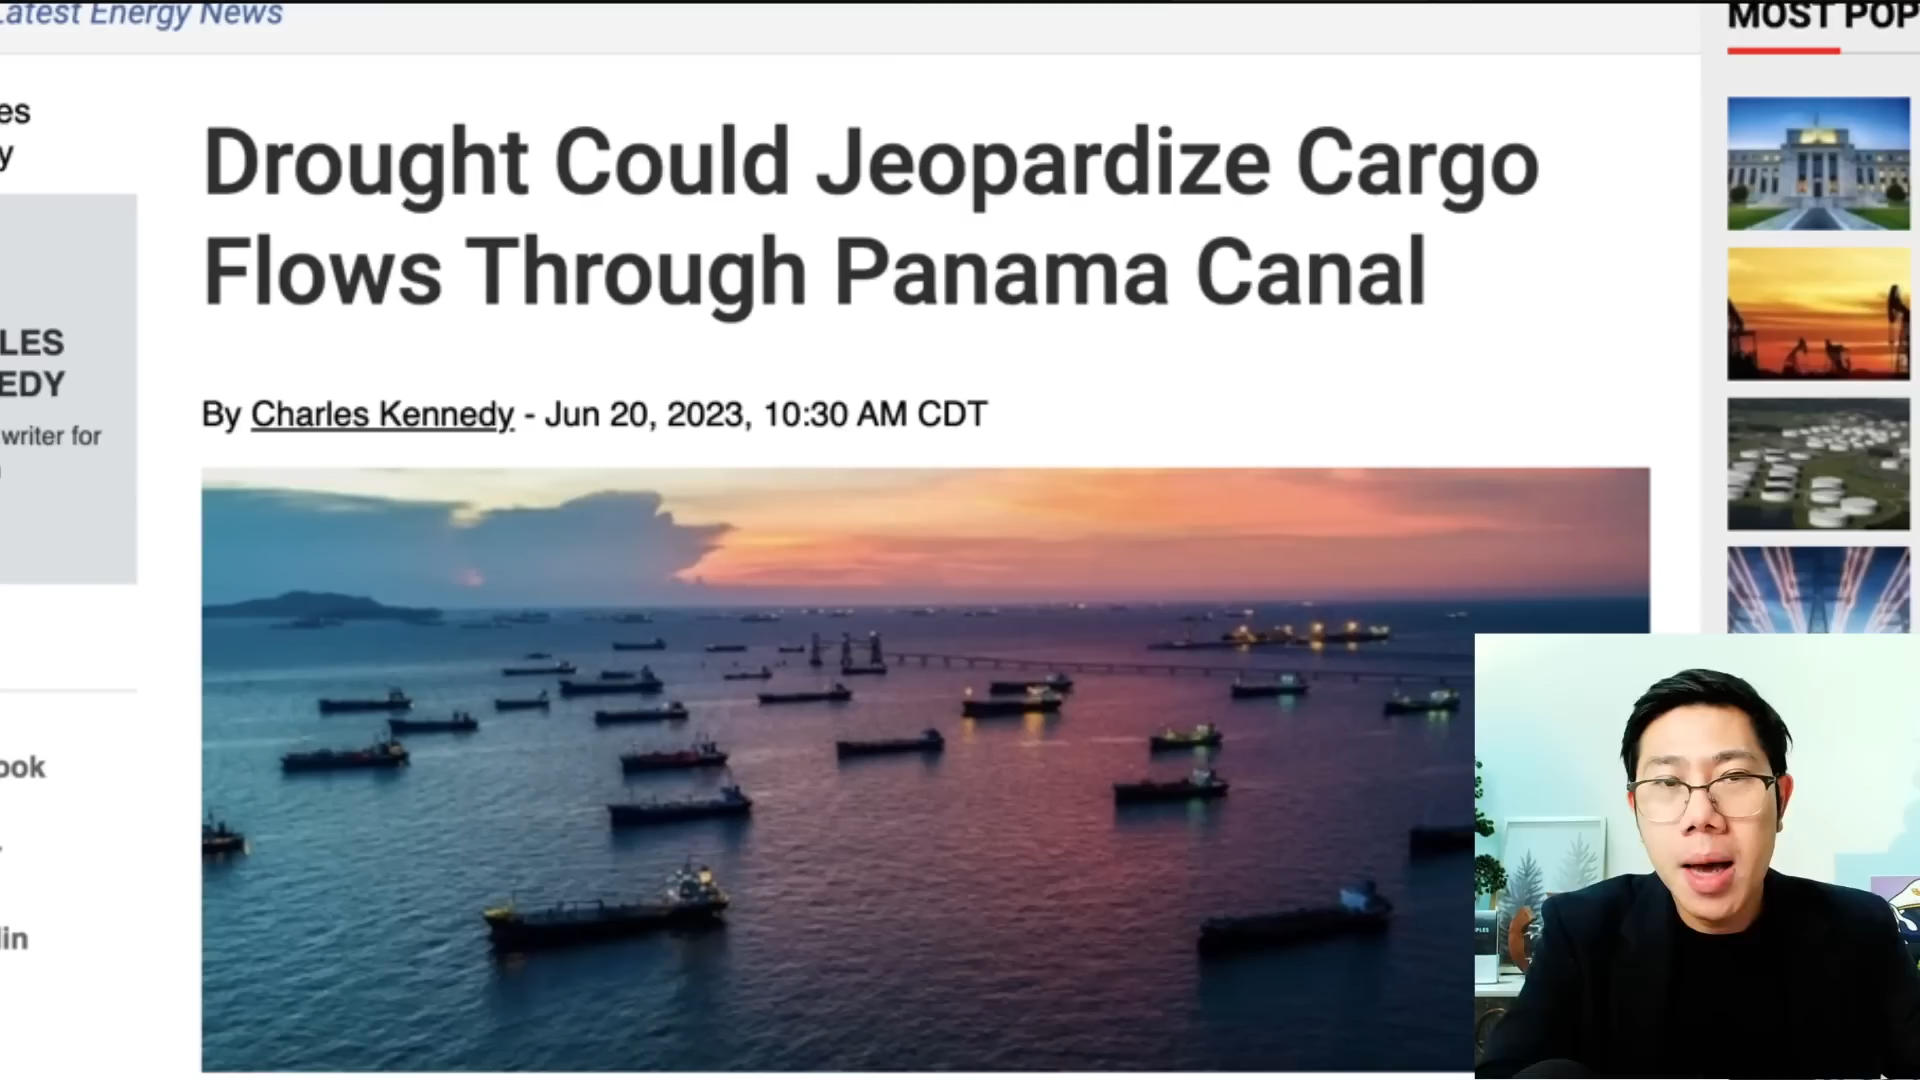 Latest Energy News
MOST POP
es
y
Drought Could Jeopardize Cargo
Flows Through Panama Canal
LES
EDY
writer for
By Charles Kennedy - Jun 20, 2023, 10:30 AM CDT
ook
din